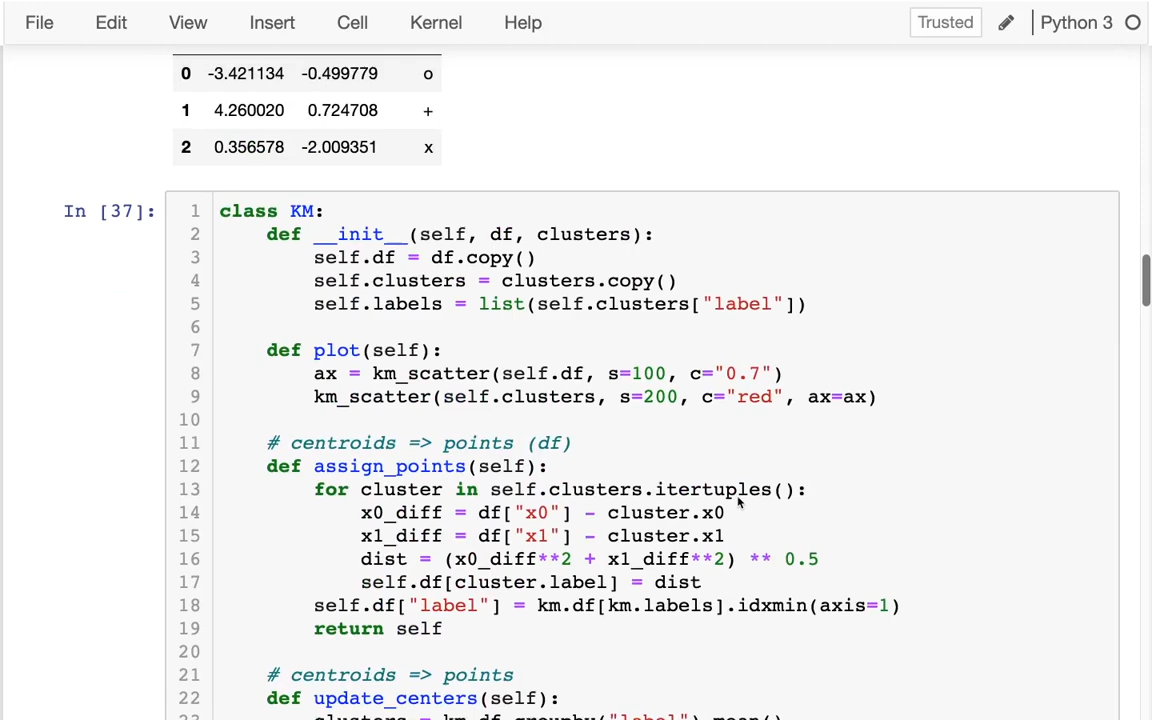 File Edit View Insert Cell Kernel Help Trusted Python 3
0 -3.421134 -0.499779 o
1 4.260020 0.724708 +
2 0.356578 -2.009351 x
In [37]:
1 class KM:
2 def __init__(self, df, clusters):
3 self.df = df.copy()
4 self.clusters = clusters.copy()
5 self.labels = list(self.clusters["label"])
6
7 def plot(self):
8 ax = km_scatter(self.df, s=100, c="0.7")
9 km_scatter(self.clusters, s=200, c="red", ax=ax)
10
11 # centroids => points (df)
12 def assign_points(self):
13 for cluster in self.clusters.itertuples():
14 x0_diff = df["x0"] - cluster.x0
15 x1_diff = df["x1"] - cluster.x1
16 dist = (x0_diff**2 + x1_diff**2) ** 0.5
17 self.df[cluster.label] = dist
18 self.df["label"] = km.df[km.labels].idxmin(axis=1)
19 return self
20
21 # centroids => points
22 def update_centers(self):
23 clusters = km.df.groupby("label").mean()